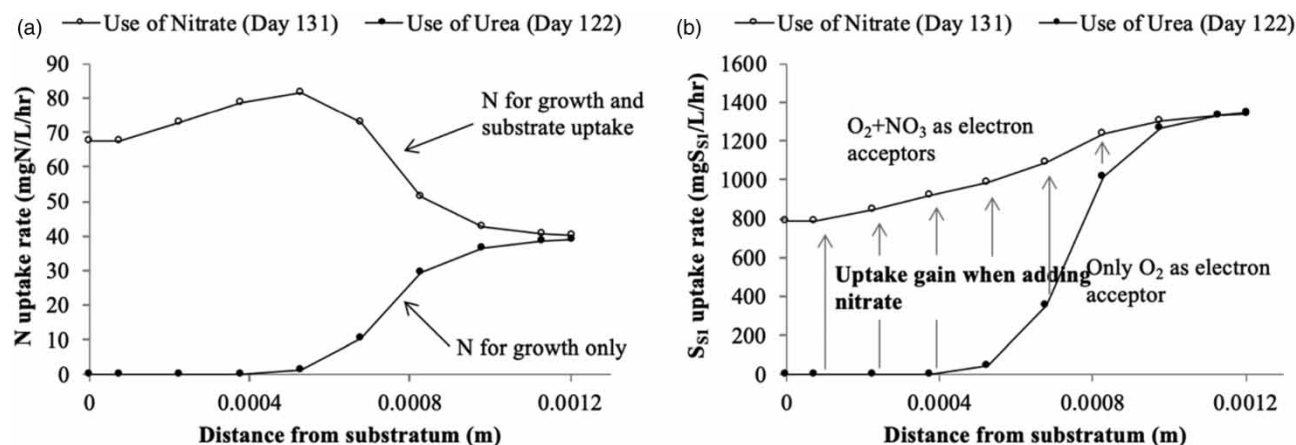 (a)
Use of Nitrate (Day 131) Use of Urea (Day 122)
N uptake rate (mgN/L/hr)
90
80
70
60
50
40
30
20
10
0
N for growth and
substrate uptake
N for growth only
0 0.0004 0.0008 0.0012
Distance from substratum (m)
(b)
Use of Nitrate (Day 131) Use of Urea (Day 122)
S_S1 uptake rate (mgS_S1/L/hr)
1600
1400
1200
1000
800
600
400
200
0
O2+NO3 as electron
acceptors
Uptake gain when adding
nitrate
Only O2 as electron
acceptor
0 0.0004 0.0008 0.0012
Distance from substratum (m)